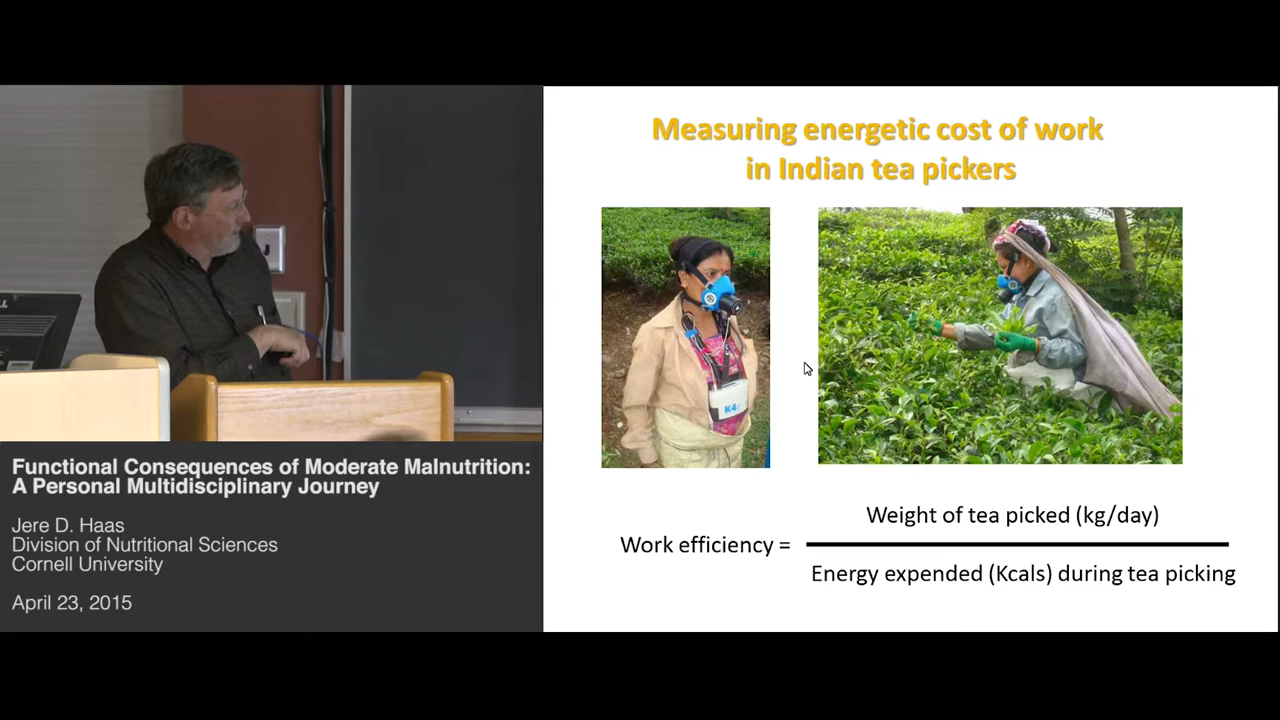 Measuring energetic cost of work
in Indian tea pickers
K4
Work efficiency =
Weight of tea picked (kg/day)
Energy expended (Kcals) during tea picking
Functional Consequences of Moderate Malnutrition:
A Personal Multidisciplinary Journey
Jere D. Haas
Division of Nutritional Sciences
Cornell University
April 23, 2015